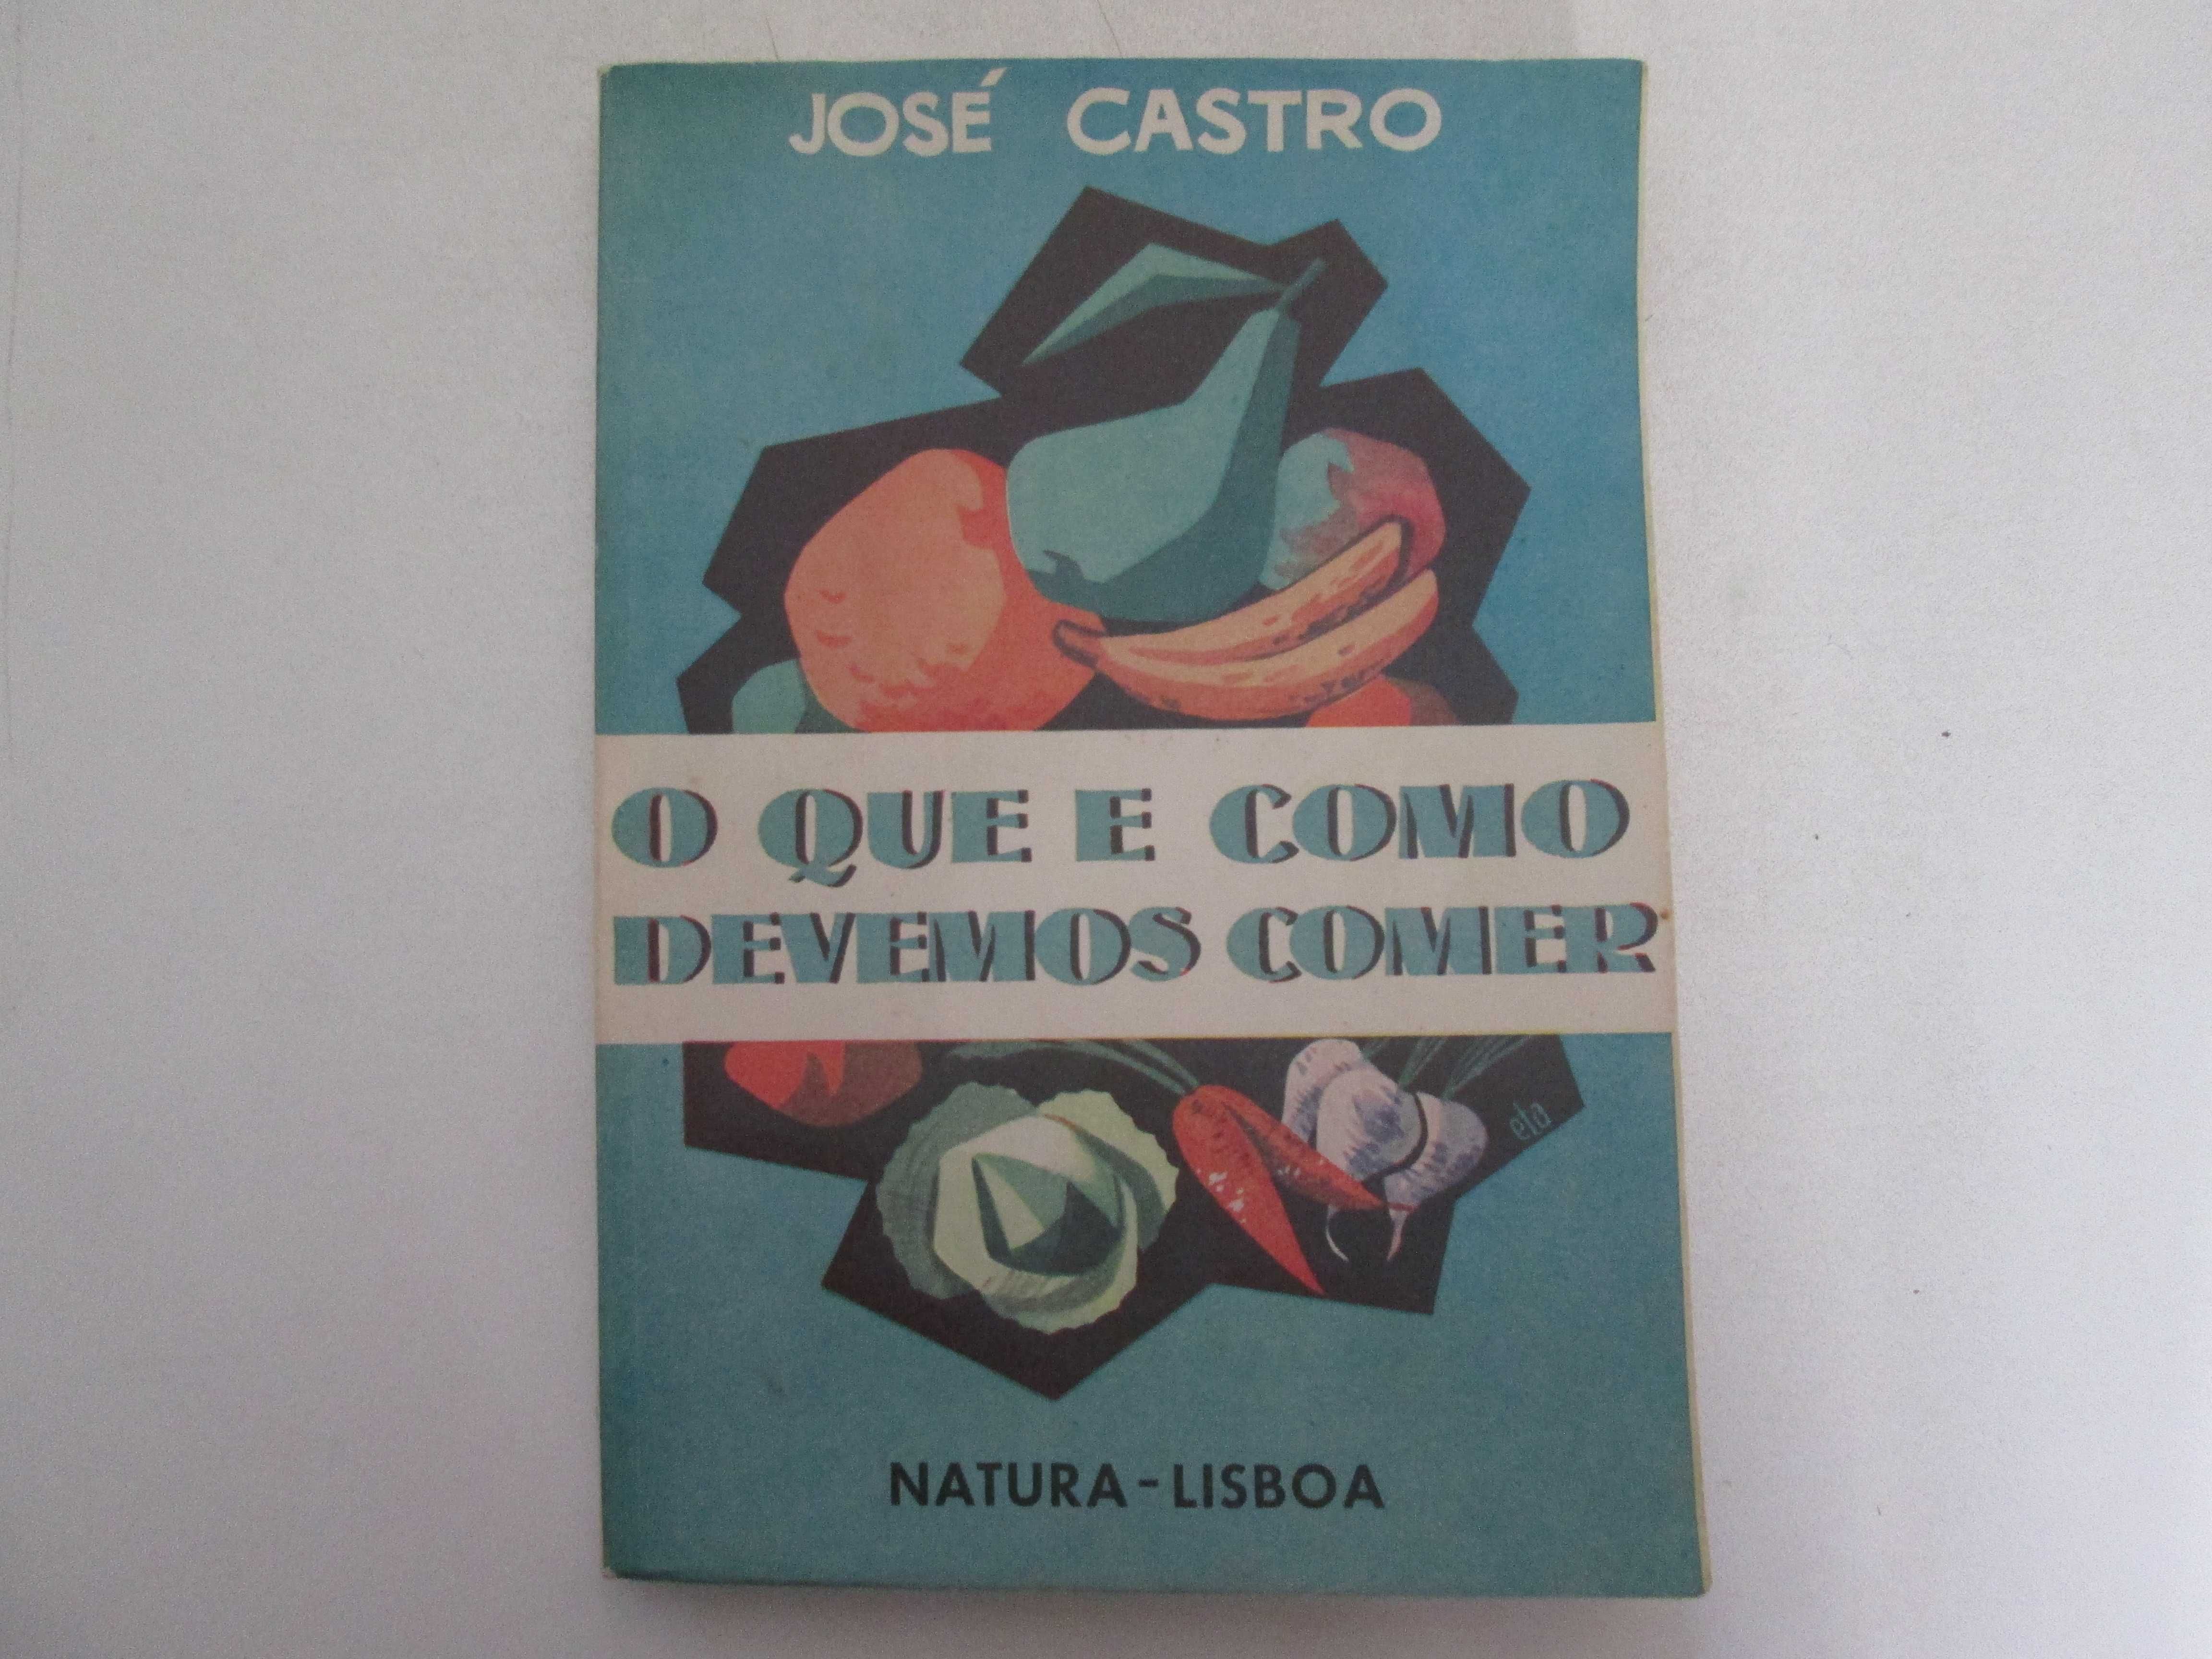 JOSÉ CASTRO
O QUE E COMO
DEVEMOS COMER
eta
NATURA-LISBOA